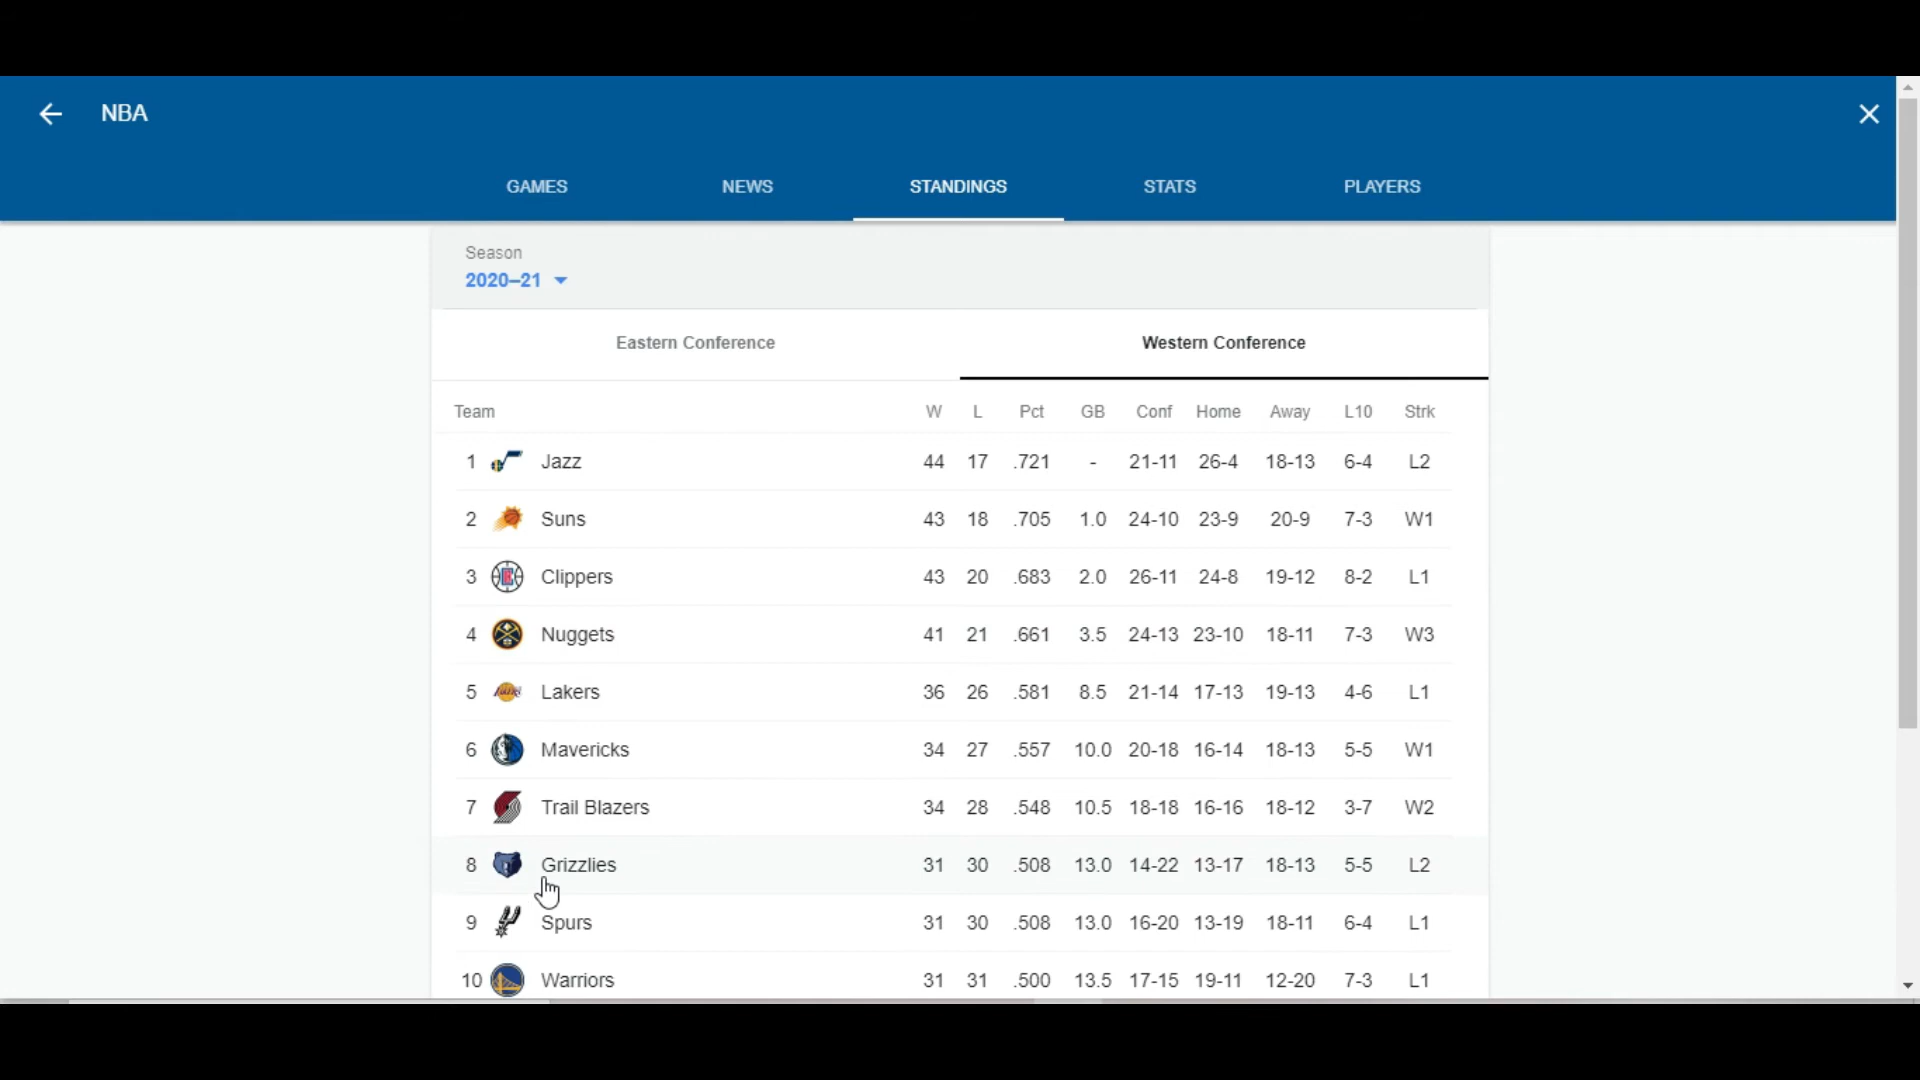 NBA
GAMES NEWS STANDINGS STATS PLAYERS
Season
2020–21
Eastern Conference Western Conference
Team W L Pct GB Conf Home Away L10 Strk
1 Jazz 44 17 .721 - 21-11 26-4 18-13 6-4 L2
2 Suns 43 18 .705 1.0 24-10 23-9 20-9 7-3 W1
3 Clippers 43 20 .683 2.0 26-11 24-8 19-12 8-2 L1
4 Nuggets 41 21 .661 3.5 24-13 23-10 18-11 7-3 W3
5 Lakers 36 26 .581 8.5 21-14 17-13 19-13 4-6 L1
6 Mavericks 34 27 .557 10.0 20-18 16-14 18-13 5-5 W1
7 Trail Blazers 34 28 .548 10.5 18-18 16-16 18-12 3-7 W2
8 Grizzlies 31 30 .508 13.0 14-22 13-17 18-13 5-5 L2
9 Spurs 31 30 .508 13.0 16-20 13-19 18-11 6-4 L1
10 Warriors 31 31 .500 13.5 17-15 19-11 12-20 7-3 L1